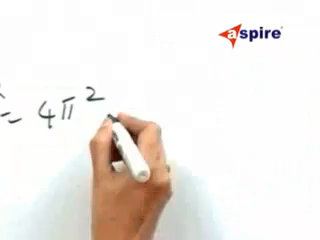 aspire
= 4π²